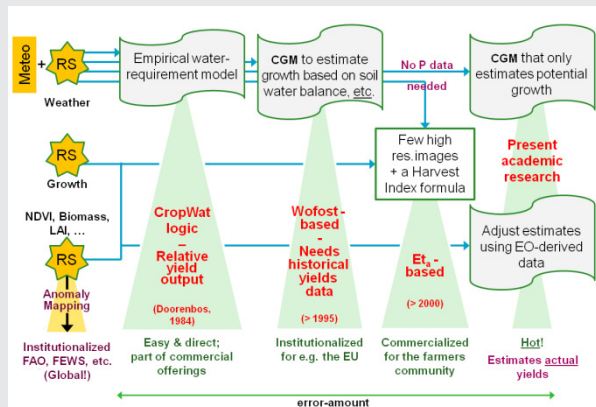 Meteo
+
RS
Weather
Empirical water-
requirement model
CGM to estimate
growth based on soil
water balance, etc.
No P data
needed
CGM that only
estimates potential
growth
RS
Growth
Few high
res.images
+ a Harvest
Index formula
Present
academic
research
NDVI, Biomass,
LAI, ...
RS
Anomaly
Mapping
Institutionalized
FAO, FEWS, etc.
(Global!)
CropWat
logic
–
Relative
yield
output
(Doorenbos,
1984)
Easy & direct;
part of commercial
offerings
Wofost-
based
-
Needs
historical
yields
data
(> 1995)
Institutionalized
for e.g. the EU
Eta-
based
(> 2000)
Commercialized
for the farmers
community
Adjust estimates
using EO-derived
data
Hot!
Estimates actual
yields
error-amount